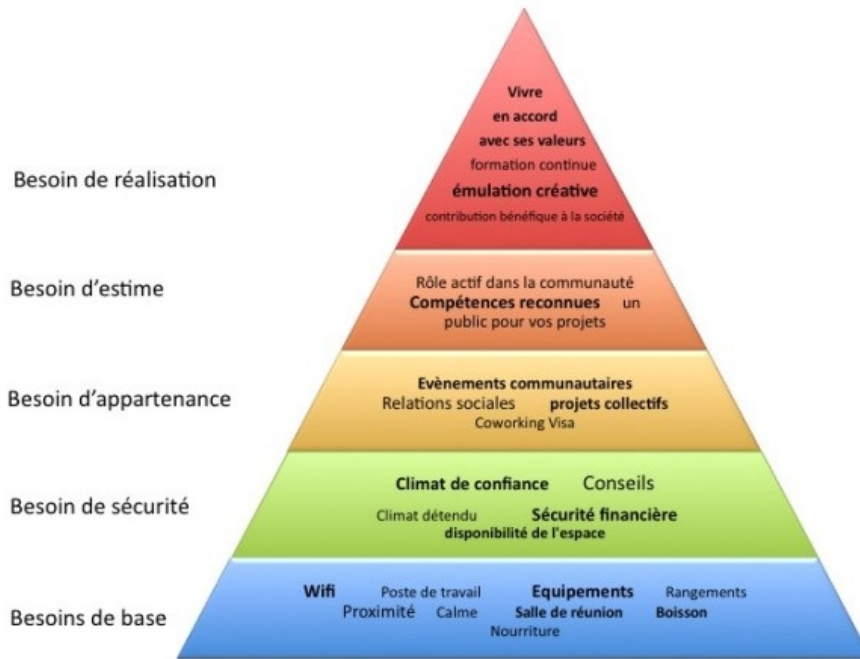 Vivre
en accord
avec ses valeurs
formation continue
émulation créative
contribution bénéfique à la société
Besoin de réalisation
Rôle actif dans la communauté
Compétences reconnues un
public pour vos projets
Besoin d'estime
Evènements communautaires
Relations sociales projets collectifs
Coworking Visa
Besoin d'appartenance
Climat de confiance Conseils
Climat détendu Sécurité financière
disponibilité de l'espace
Besoin de sécurité
Wifi Poste de travail Equipements Rangements
Proximité Calme Salle de réunion Boisson
Nourriture
Besoins de base